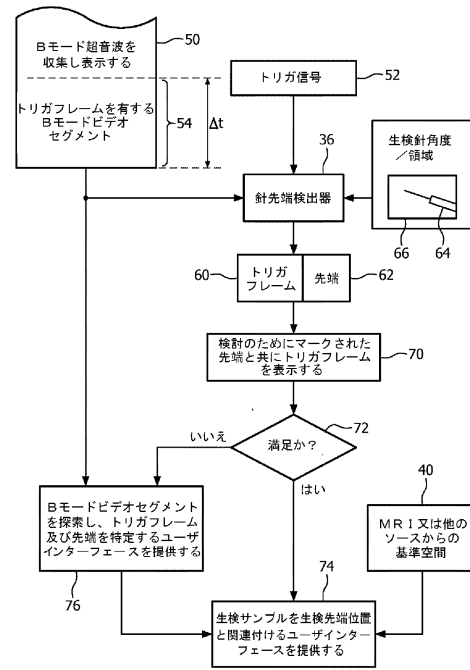 Bモード超音波を
収集し表示する
50
トリガフレームを有する
Bモードビデオ
セグメント
54
Δt
トリガ信号
52
36
針先端検出器
生検針角度
/領域
66
64
60
トリガ
フレーム
先端
62
検討のためにマークされた
先端と共にトリガフレーム
を表示する
70
満足か?
72
いいえ
はい
Bモードビデオセグメント
を探索し、トリガフレーム
及び先端を特定するユーザ
インターフェースを提供する
76
40
MRI又は他の
ソースからの
基準空間
74
生検サンプルを生検先端位置
と関連付けるユーザインター
フェースを提供する